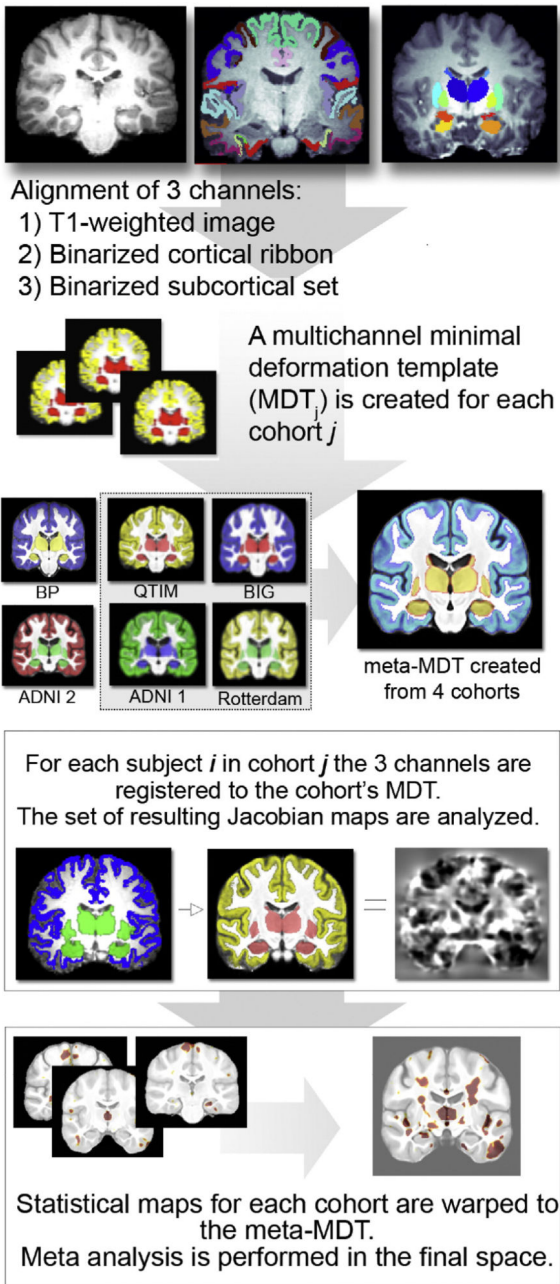 Alignment of 3 channels:
1) T1-weighted image
2) Binarized cortical ribbon
3) Binarized subcortical set
A multichannel minimal
deformation template
(MDTj) is created for each
cohort j
BP
QTIM
BIG
ADNI 2
ADNI 1
Rotterdam
meta-MDT created
from 4 cohorts
For each subject i in cohort j the 3 channels are
registered to the cohort's MDT.
The set of resulting Jacobian maps are analyzed.
Statistical maps for each cohort are warped to
the meta-MDT.
Meta analysis is performed in the final space.